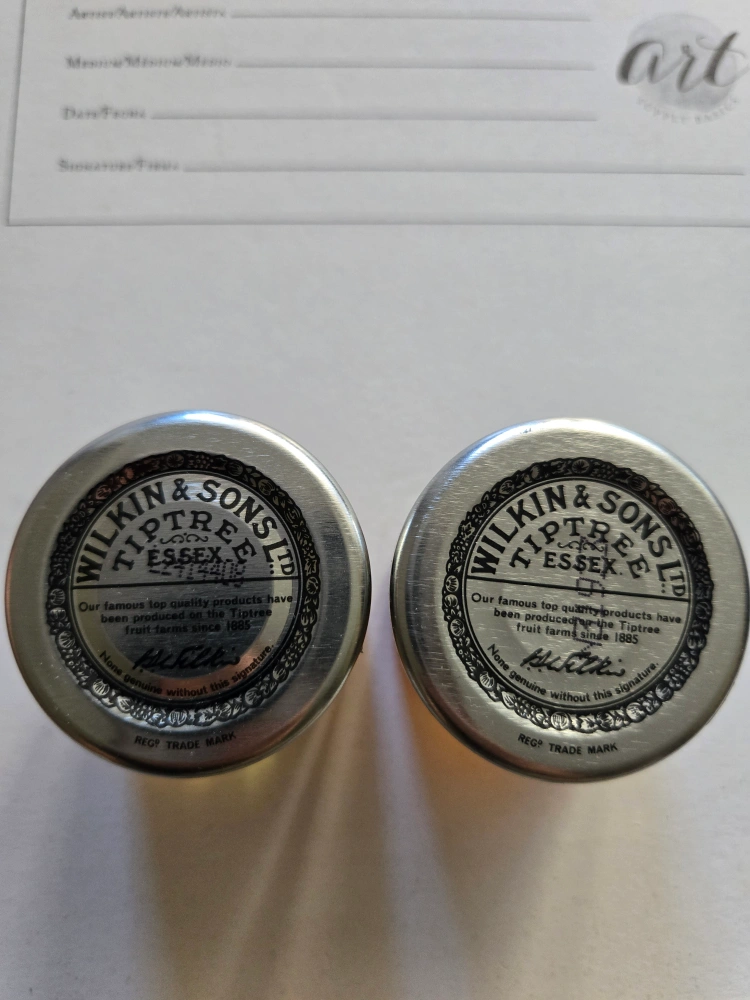 Artist/Artiste/Artista
Medium/Médium/Medio
Date/Fecha
Signature/Firma
art
SUPPLY BASICS
WILKIN & SONS LTD
TIPTREE
ESSEX.
Our famous top quality products have
been produced on the Tiptree
fruit farms since 1885
None genuine without this signature.
REGD TRADE MARK
WILKIN & SONS LTD.
TIPTREE
ESSEX.
Our famous top quality products have
been produced on the Tiptree
fruit farms since 1885
None genuine without this signature.
REGD TRADE MARK